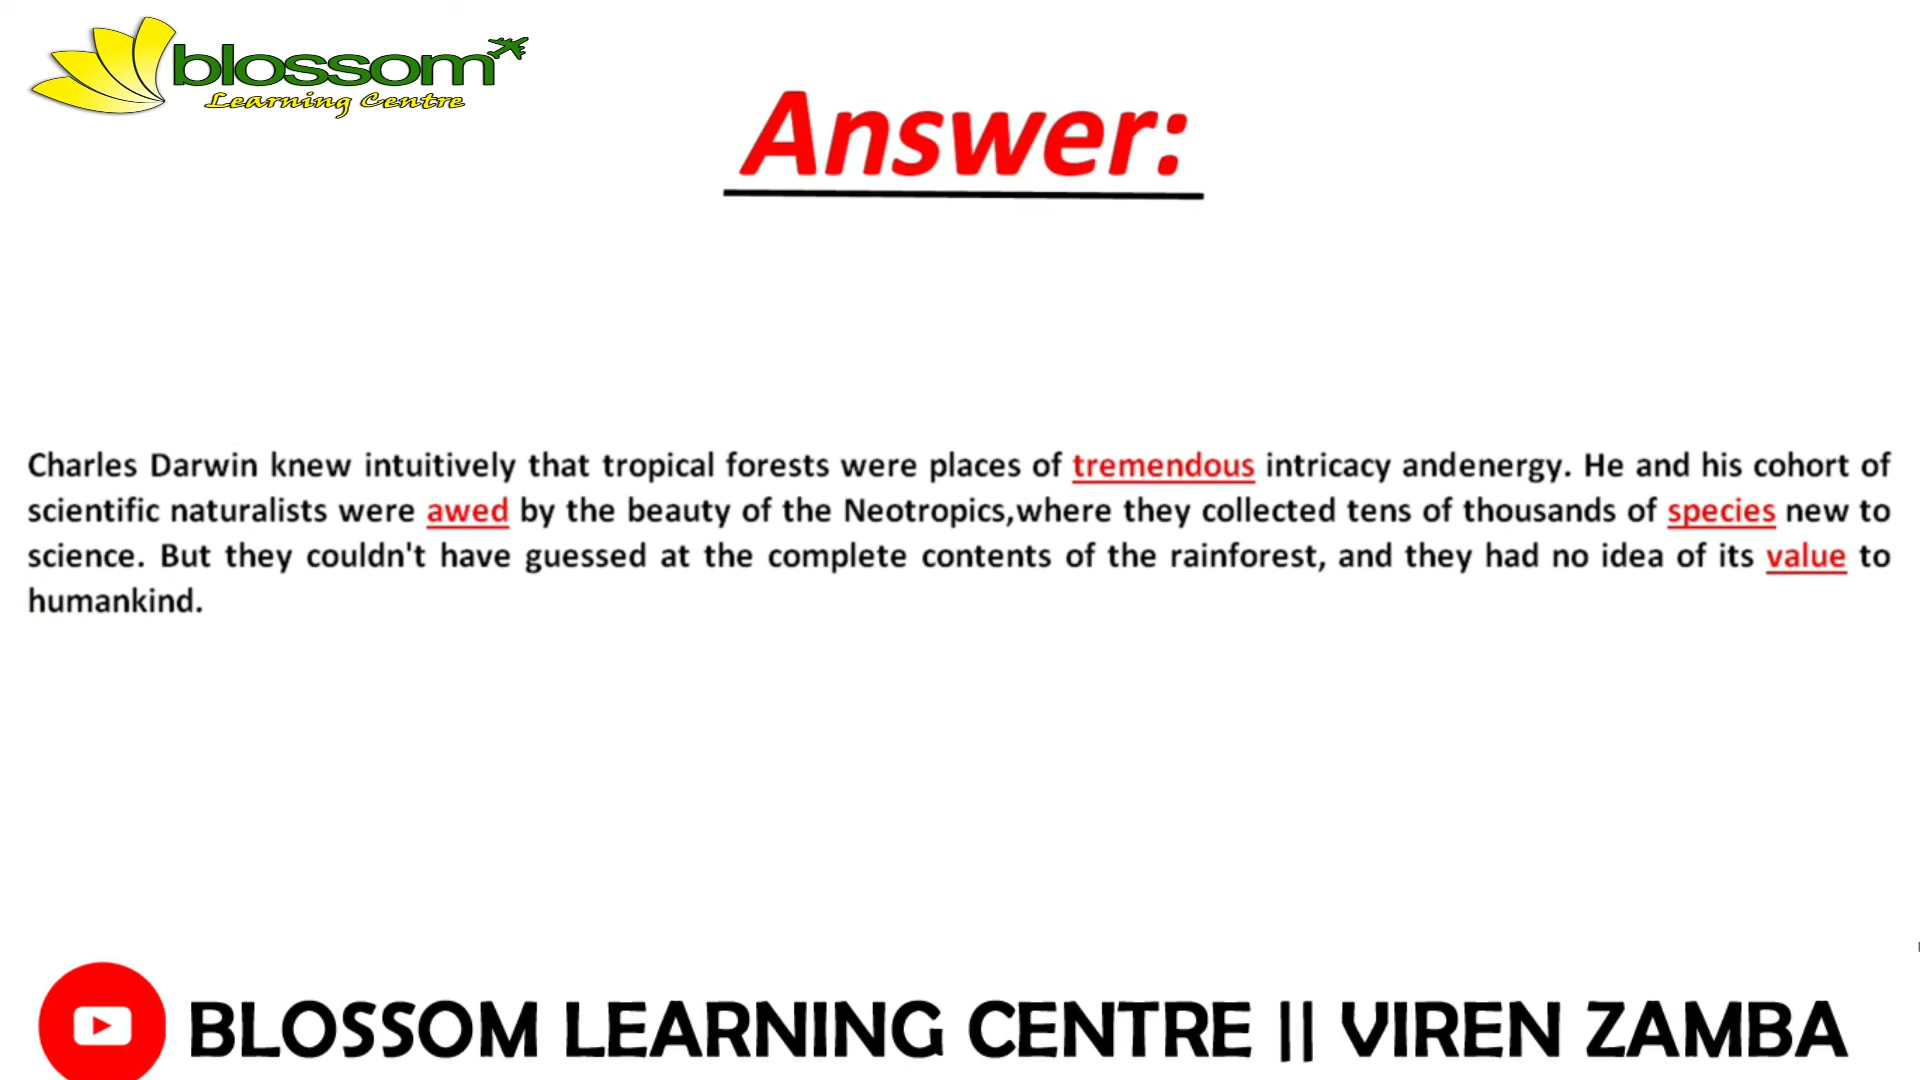 blossom
Learning Centre
Answer:
Charles Darwin knew intuitively that tropical forests were places of tremendous intricacy andenergy. He and his cohort of
scientific naturalists were awed by the beauty of the Neotropics,where they collected tens of thousands of species new to
science. But they couldn't have guessed at the complete contents of the rainforest, and they had no idea of its value to
humankind.
BLOSSOM LEARNING CENTRE || VIREN ZAMBA